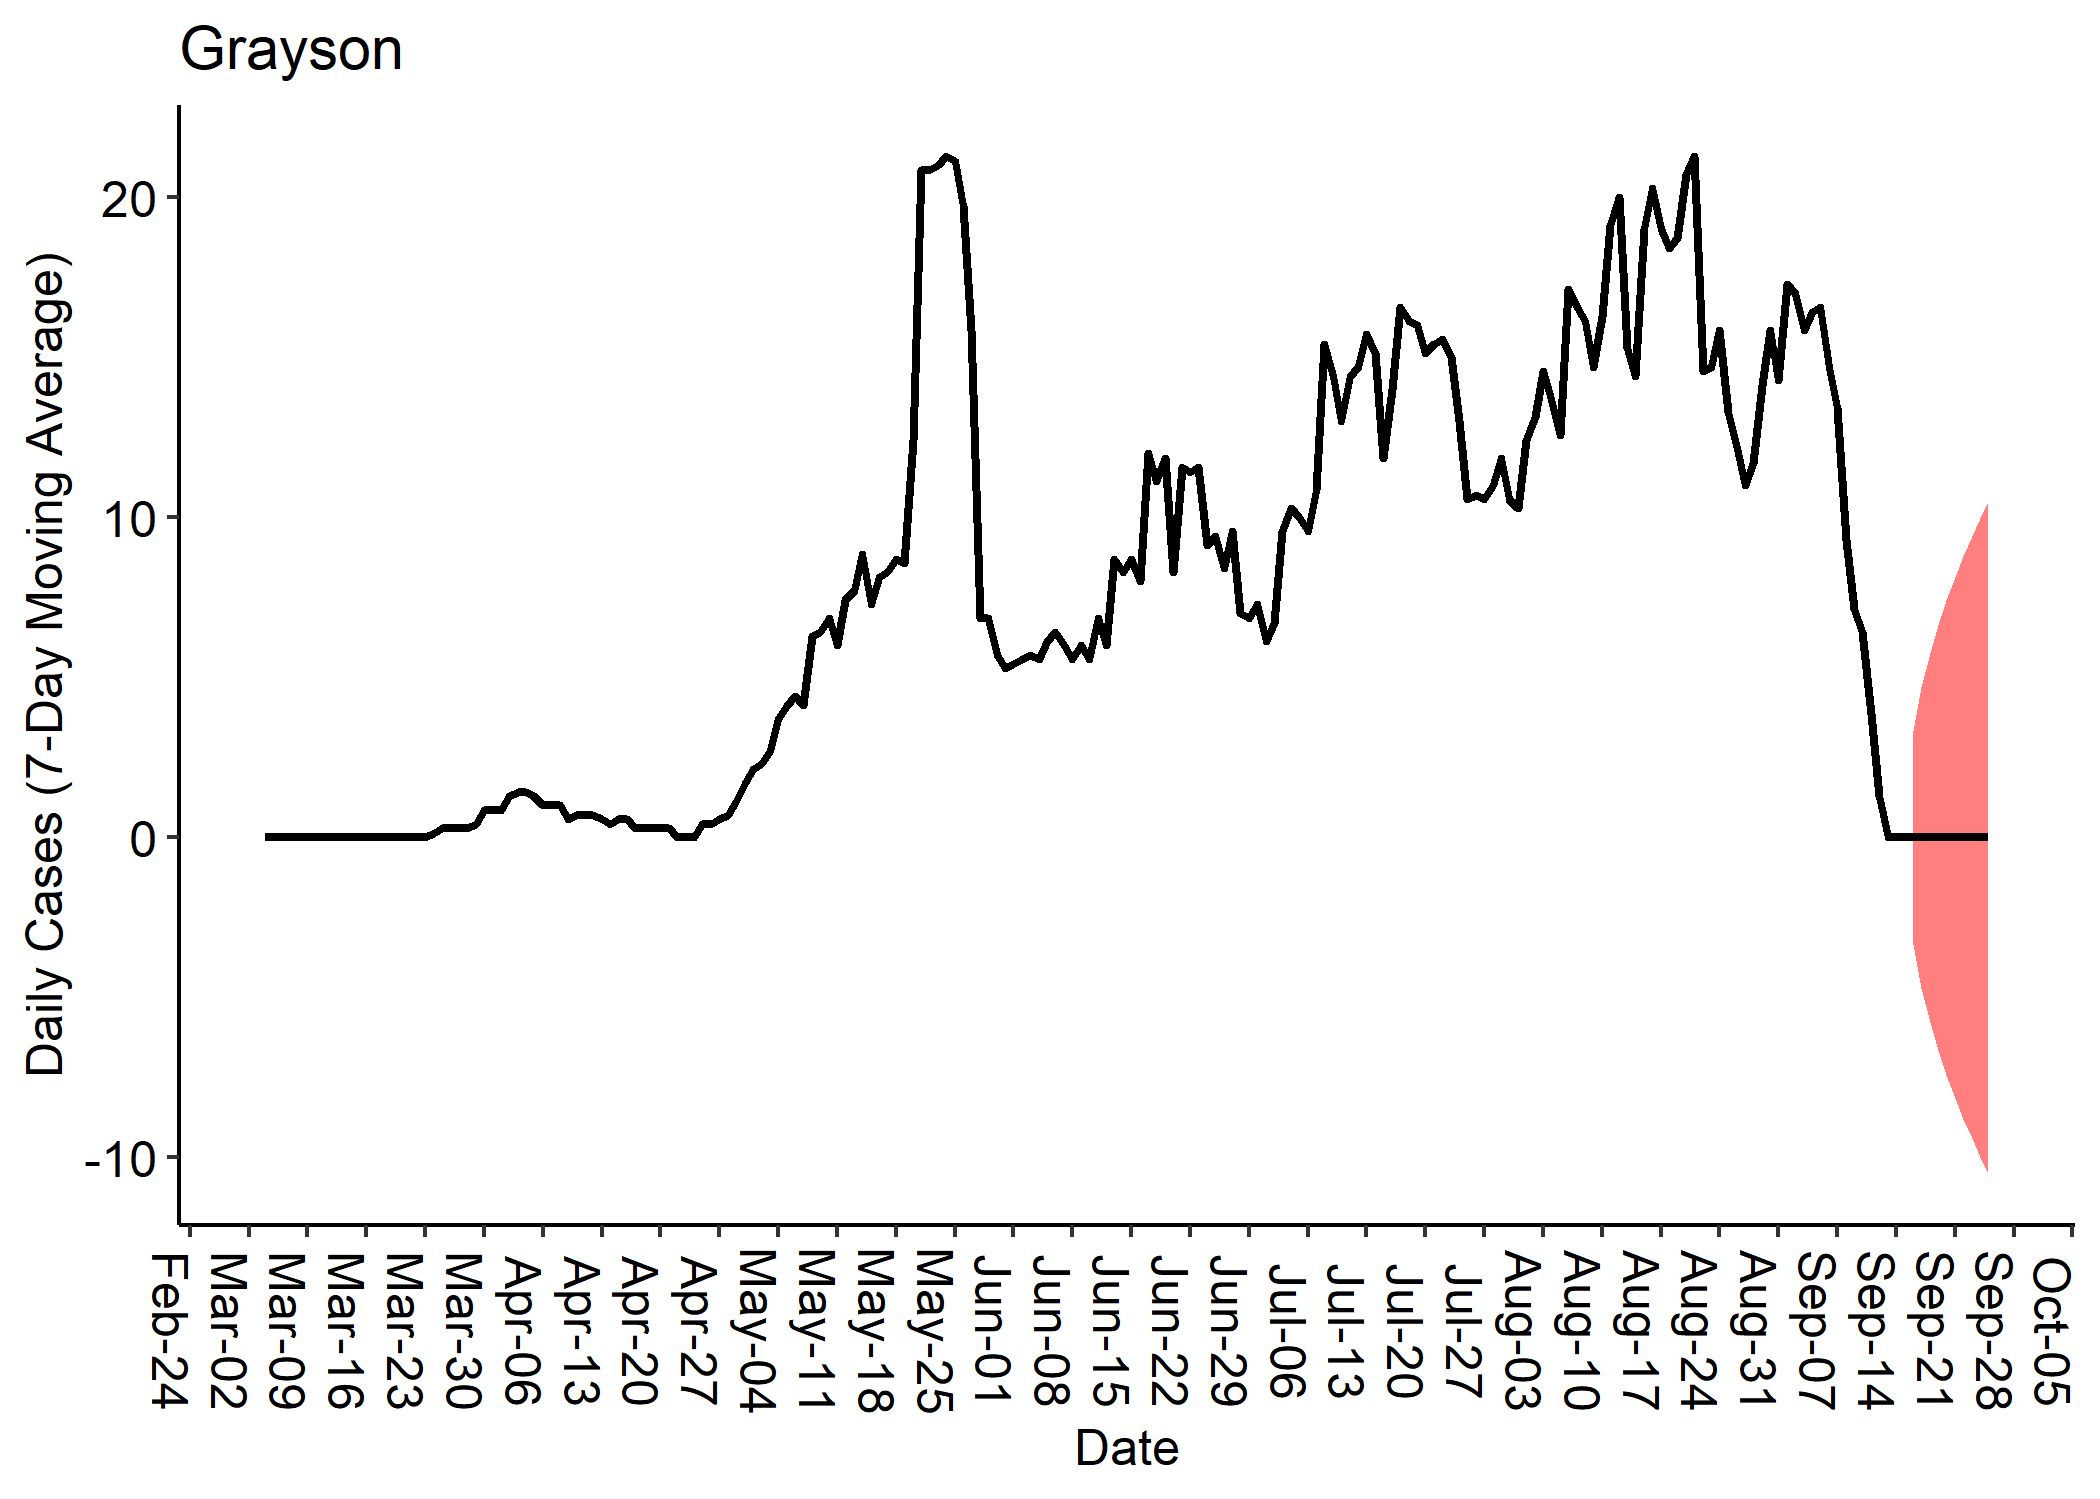 Grayson
Daily Cases (7-Day Moving Average)
20
10
0
-10
Feb-24
Mar-02
Mar-09
Mar-16
Mar-23
Mar-30
Apr-06
Apr-13
Apr-20
Apr-27
May-04
May-11
May-18
May-25
Jun-01
Jun-08
Jun-15
Jun-22
Jun-29
Jul-06
Jul-13
Jul-20
Jul-27
Aug-03
Aug-10
Aug-17
Aug-24
Aug-31
Sep-07
Sep-14
Sep-21
Sep-28
Oct-05
Date